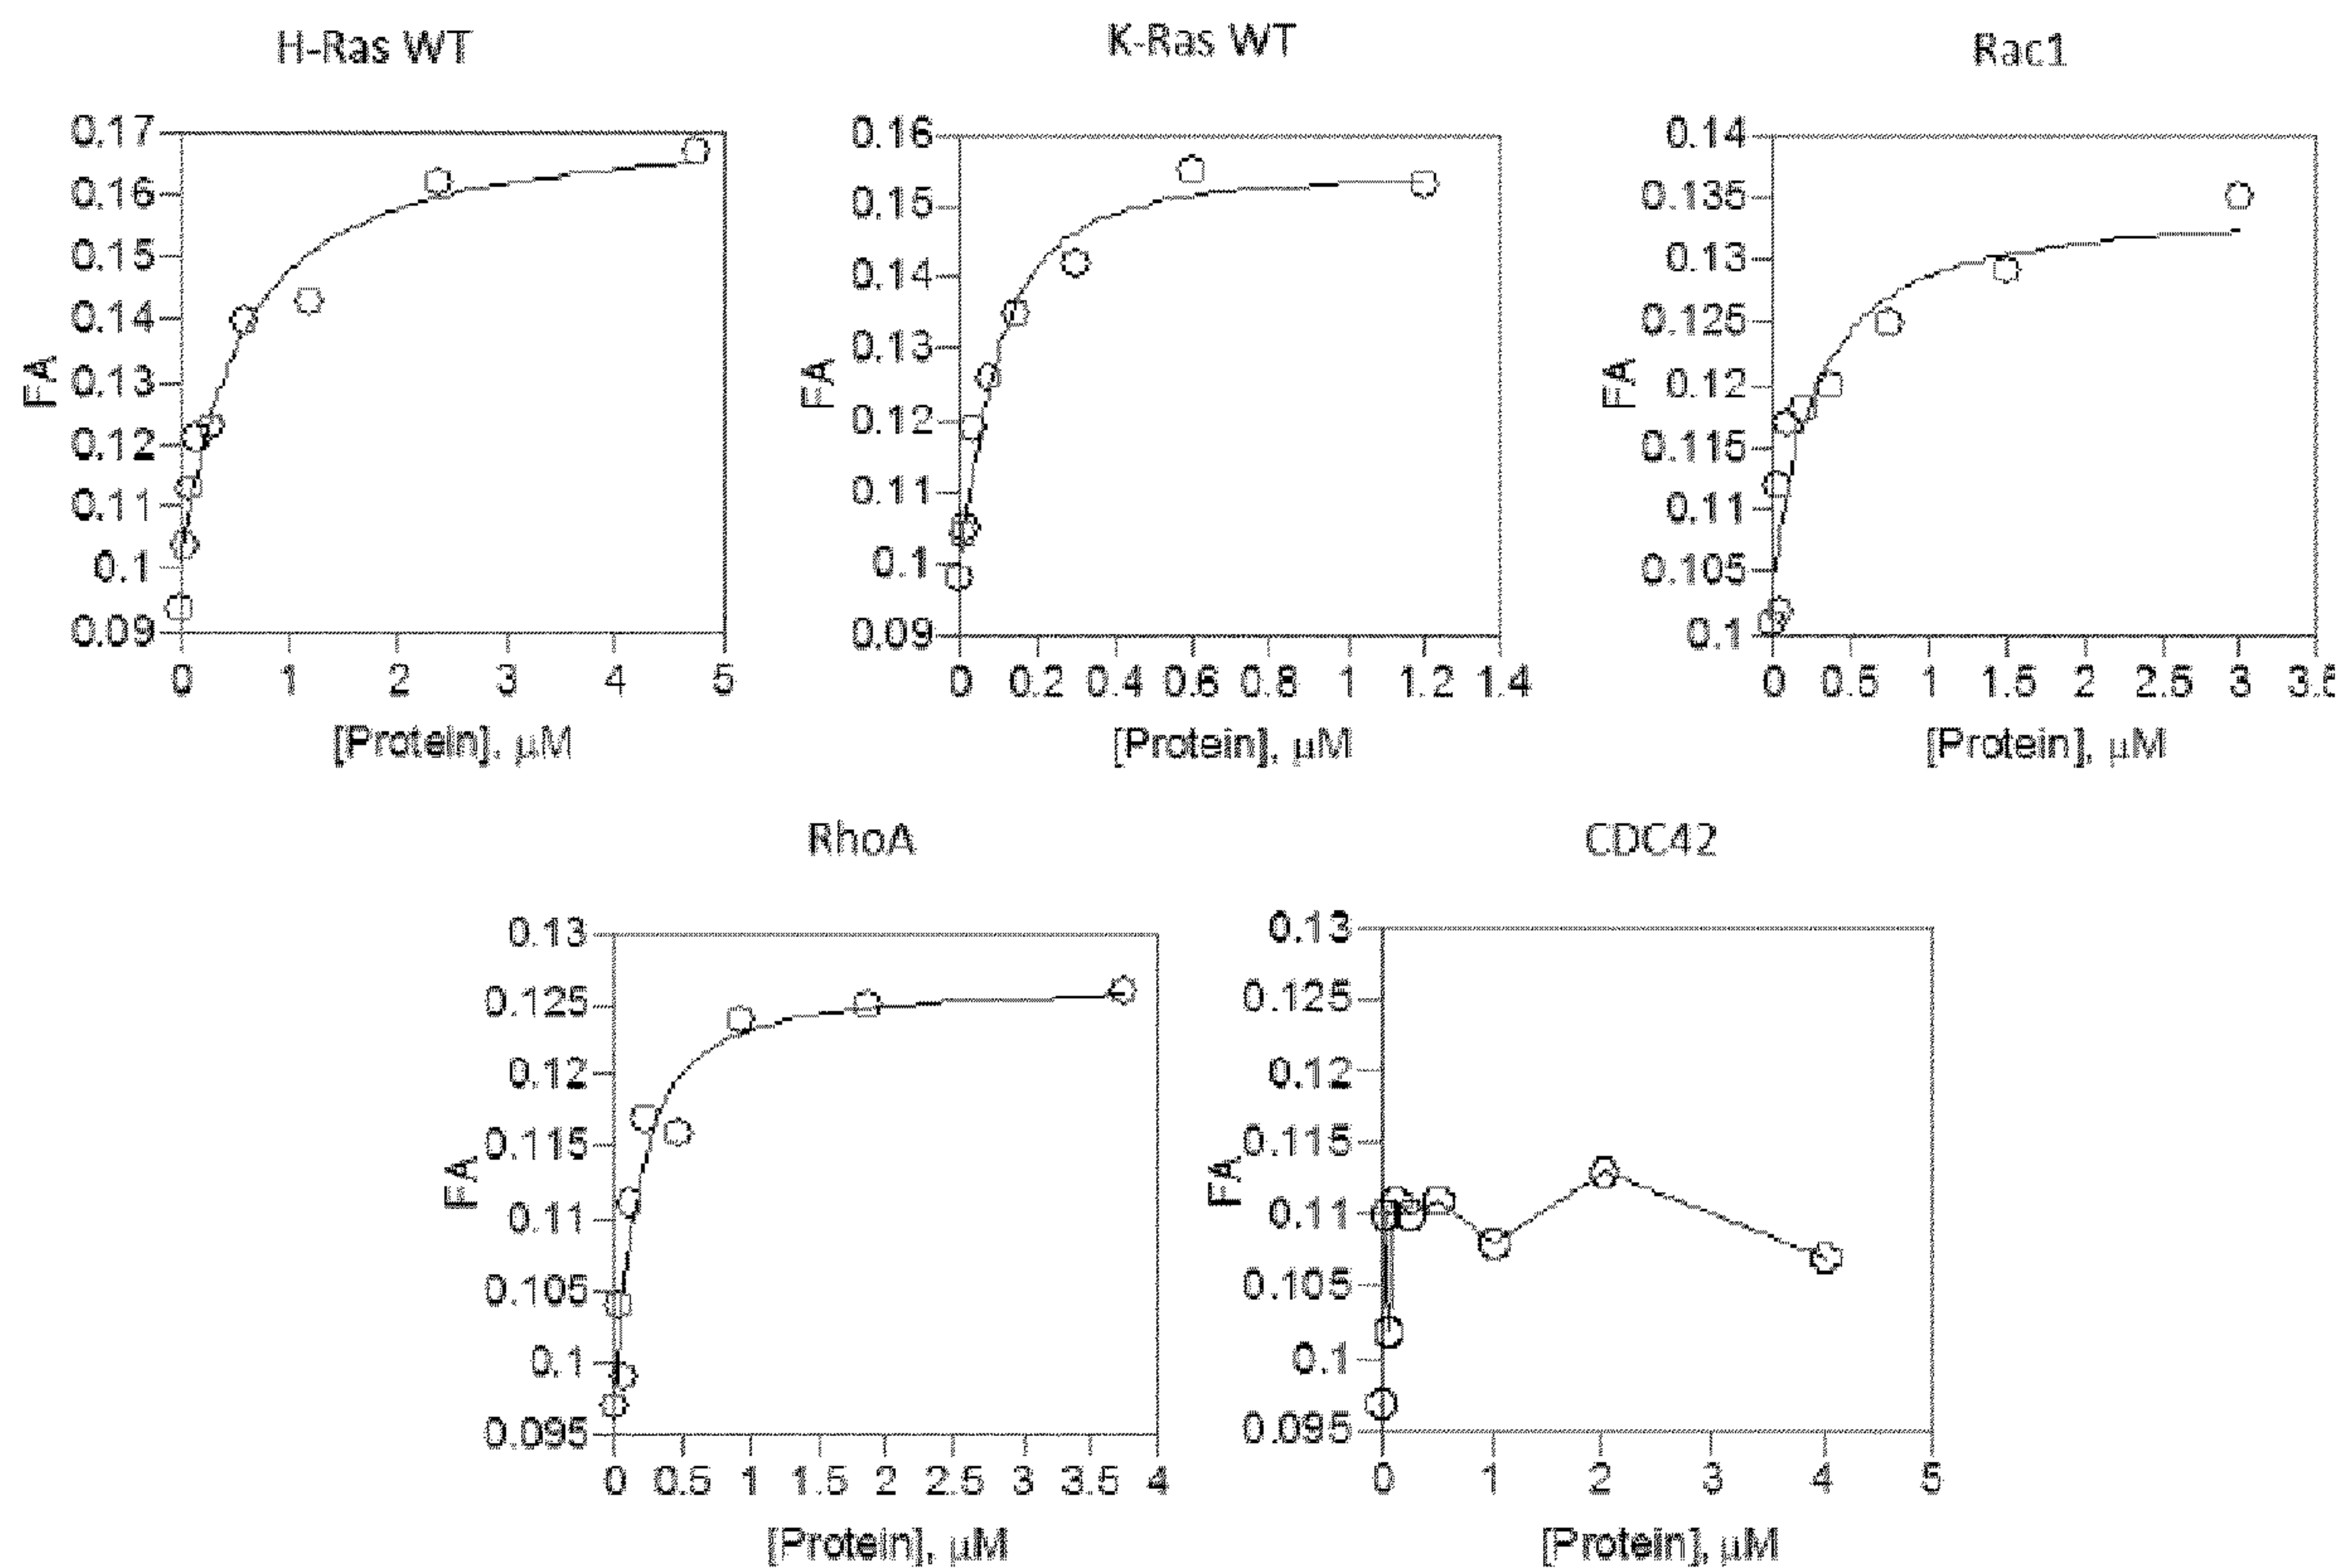 H-Ras WT
0.17
0.16
0.15
0.14
0.13
0.12
0.11
0.1
0.09
FA
0 1 2 3 4 5
[Protein], μM
K-Ras WT
0.16
0.15
0.14
0.13
0.12
0.11
0.1
0.09
FA
0 0.2 0.4 0.6 0.8 1 1.2 1.4
[Protein], μM
Rac1
0.14
0.135
0.13
0.125
0.12
0.115
0.11
0.105
0.1
FA
0 0.5 1 1.5 2 2.5 3 3.5
[Protein], μM
RhoA
0.13
0.125
0.12
0.115
0.11
0.105
0.1
0.095
FA
0 0.5 1 1.5 2 2.5 3 3.5 4
[Protein], μM
CDC42
0.13
0.125
0.12
0.115
0.11
0.105
0.1
0.095
FA
0 1 2 3 4 5
[Protein], μM